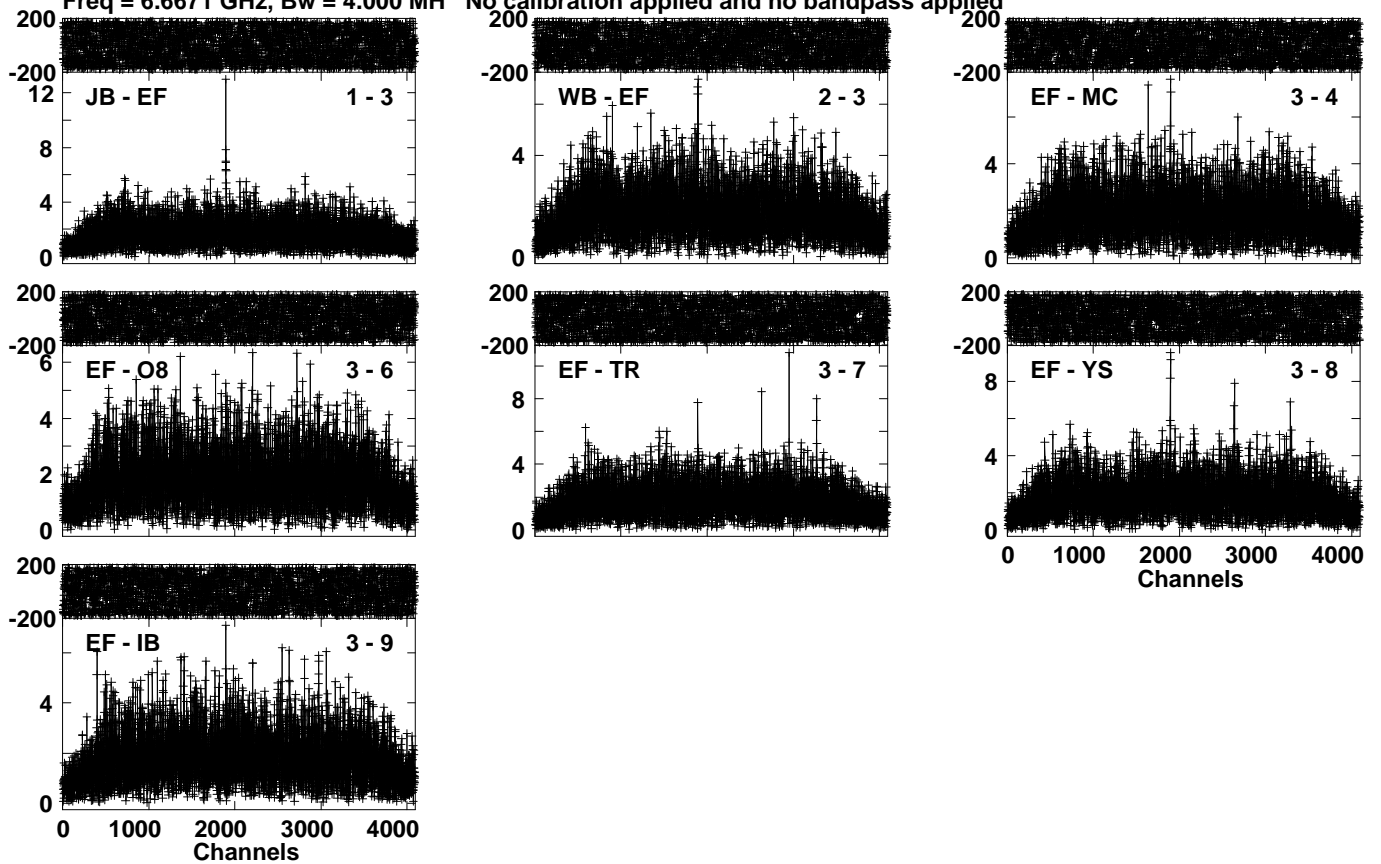 Freq = 6.6671 GHz, Bw = 4.000 MH No calibration applied and no bandpass applied
200 200 200
-200 -200 -200
JB - EF 1 - 3 WB - EF 2 - 3 EF - MC 3 - 4
12
8
4
0
4
0
4
0
200 200 200
-200 -200 -200
EF - O8 3 - 6 EF - TR 3 - 7 EF - YS 3 - 8
6
4
2
0
8
4
0
8
4
0
0 1000 2000 3000 4000
Channels
200
-200
EF - IB 3 - 9
4
0
0 1000 2000 3000 4000
Channels